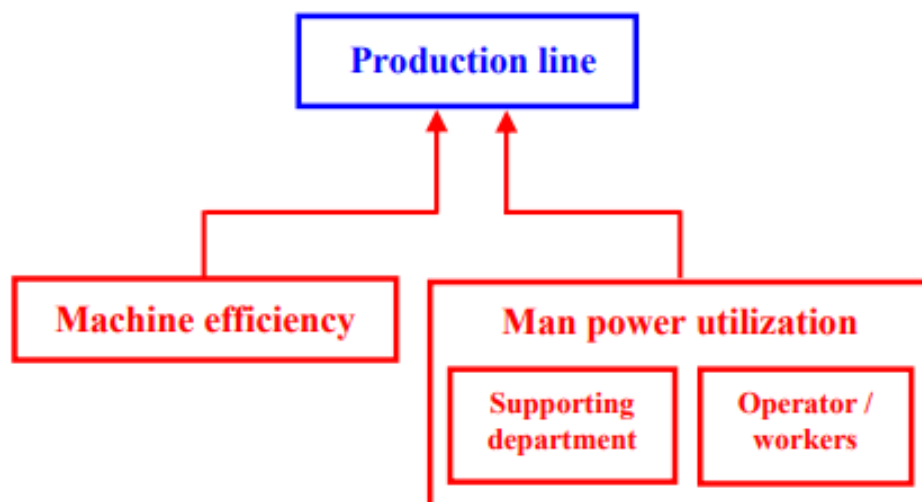 Production line
Machine efficiency
Man power utilization
Supporting
department
Operator /
workers